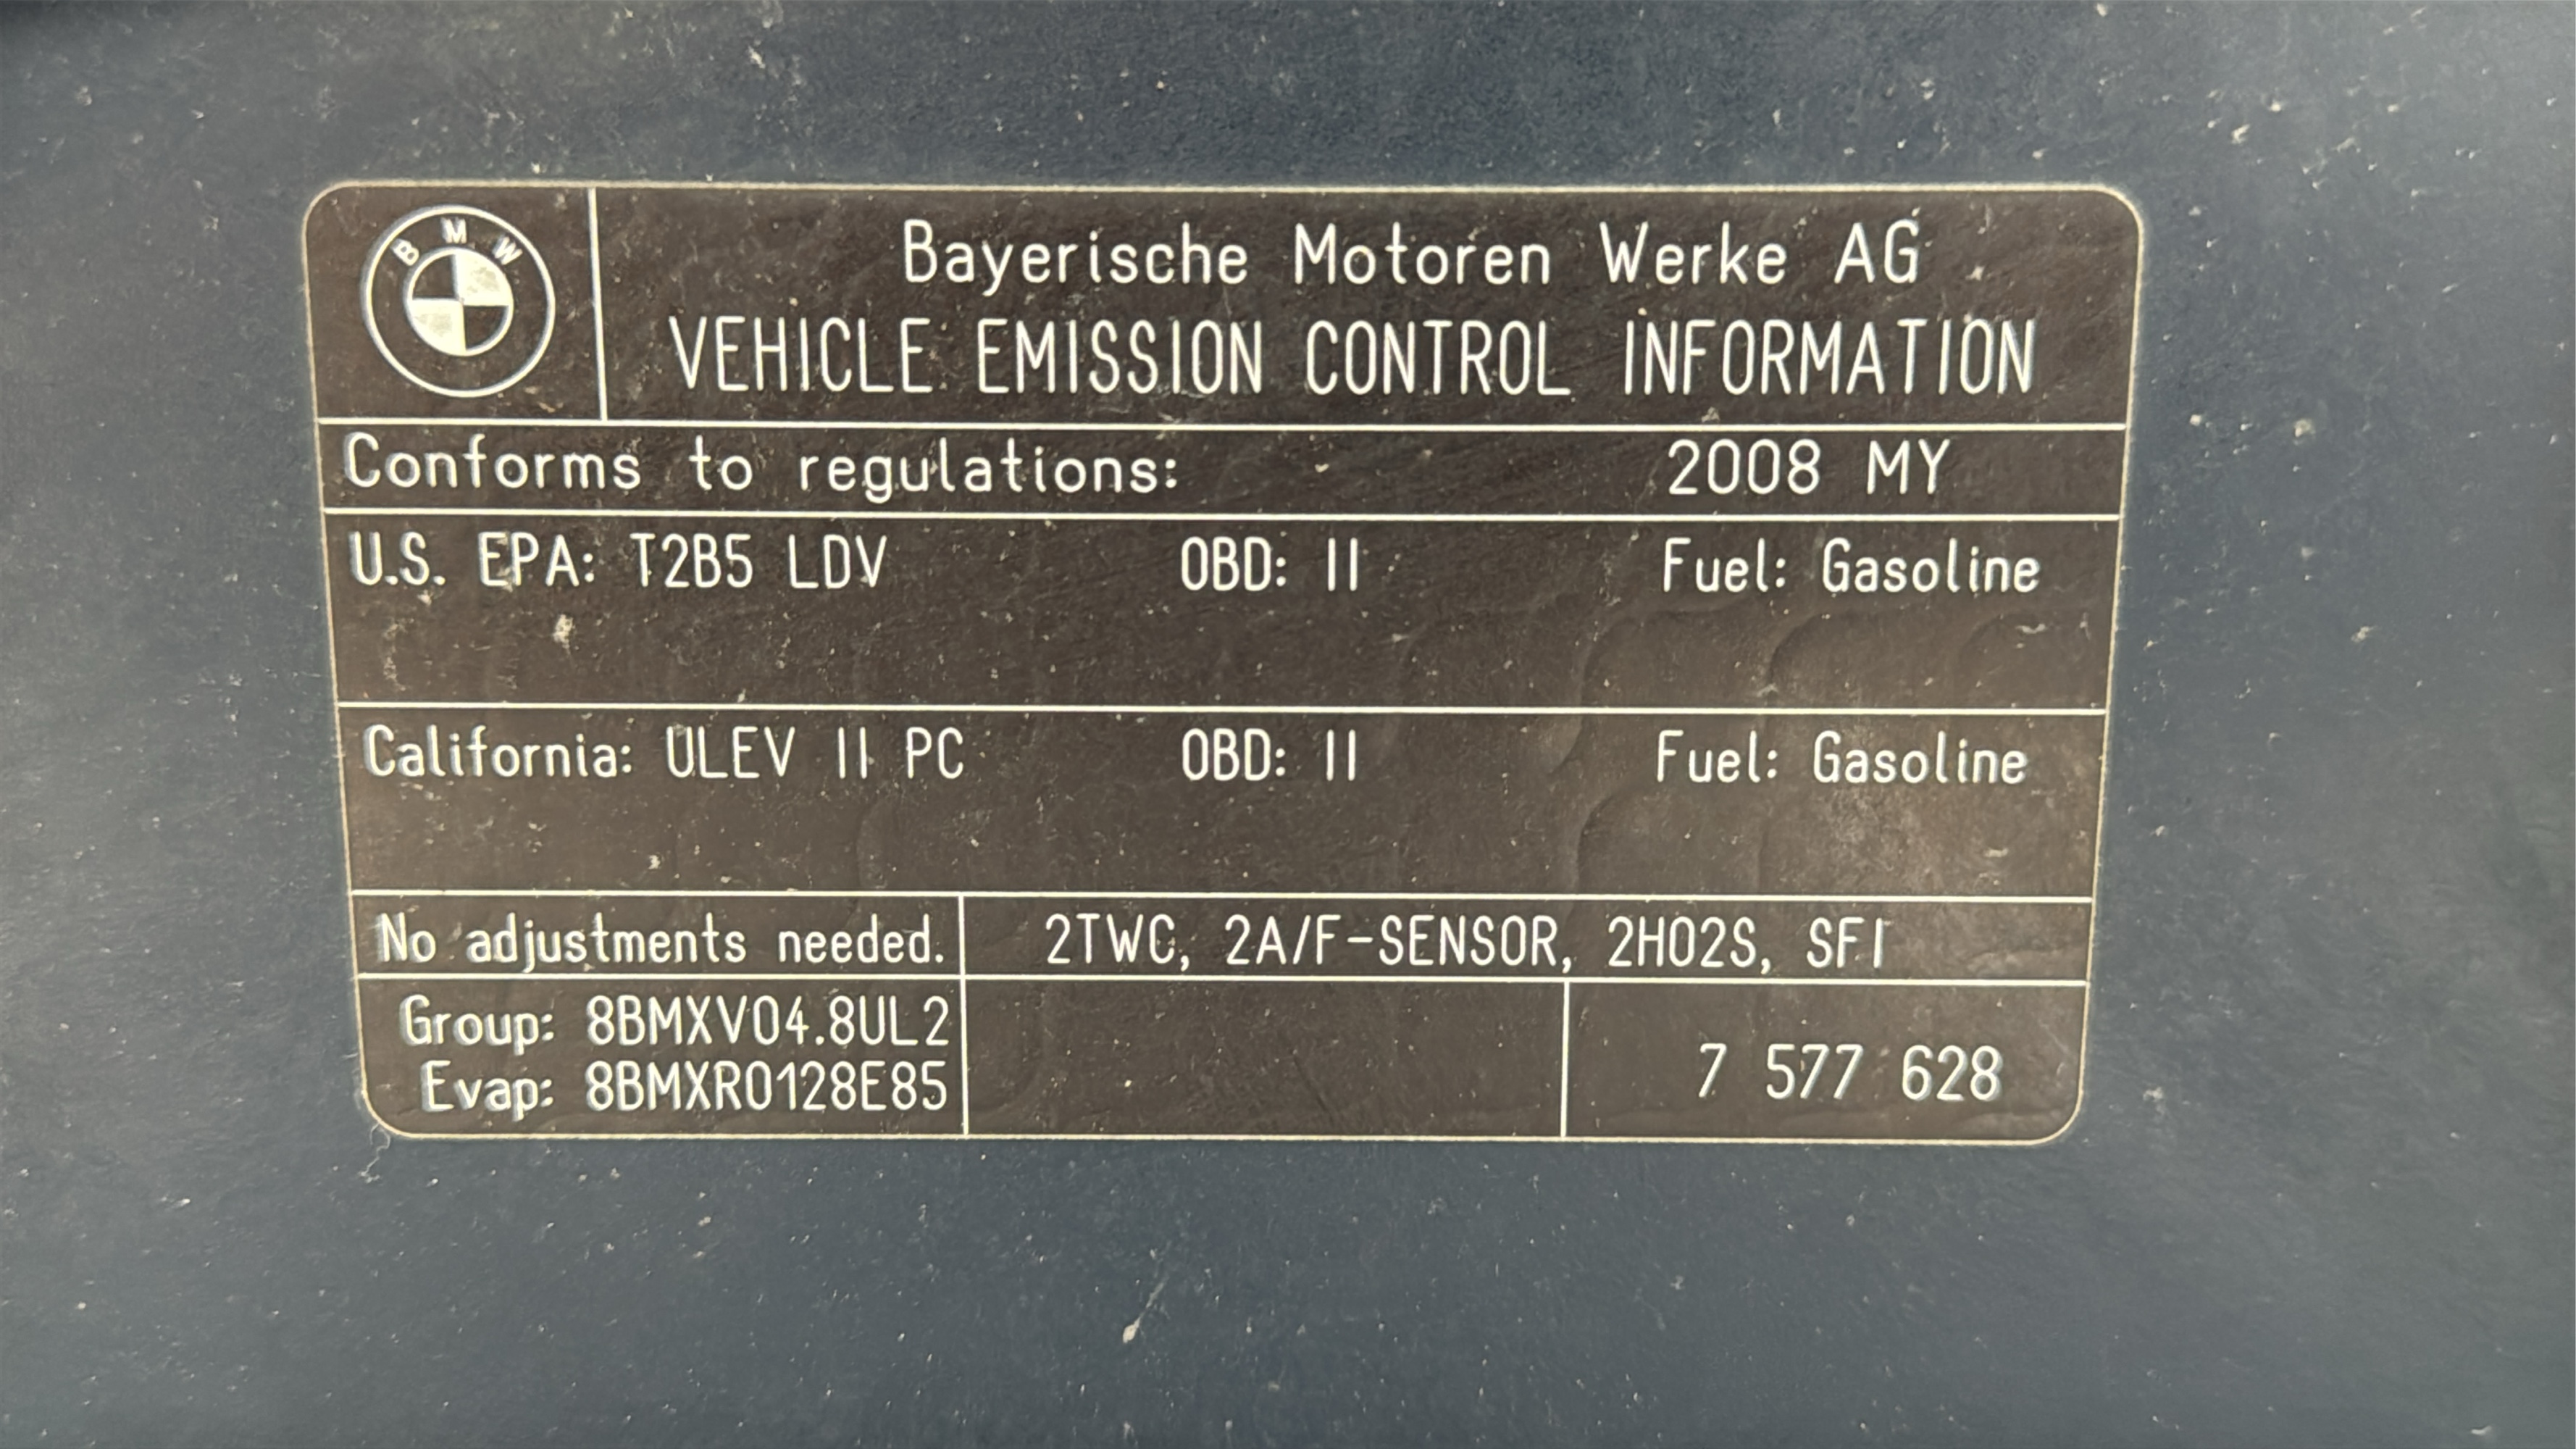 BMW
Bayerische Motoren Werke AG
VEHICLE EMISSION CONTROL INFORMATION
Conforms to regulations: 2008 MY
U.S. EPA: T2B5 LDV OBD: II Fuel: Gasoline
California: ULEV II PC OBD: II Fuel: Gasoline
No adjustments needed. 2TWC, 2A/F-SENSOR, 2HO2S, SFI
Group: 8BMXV04.8UL2
Evap: 8BMXR0128E85
7 577 628